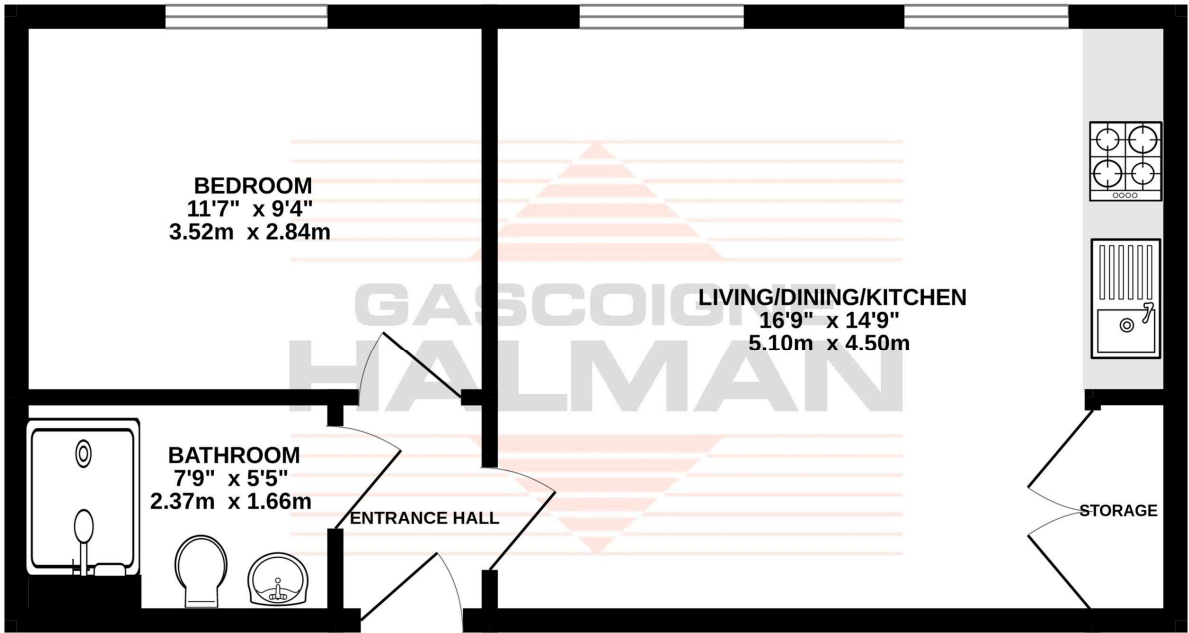 BEDROOM
11'7" x 9'4"
3.52m x 2.84m
GASCOIGNE
HALMAN
LIVING/DINING/KITCHEN
16'9" x 14'9"
5.10m x 4.50m
BATHROOM
7'9" x 5'5"
2.37m x 1.66m
ENTRANCE HALL
STORAGE